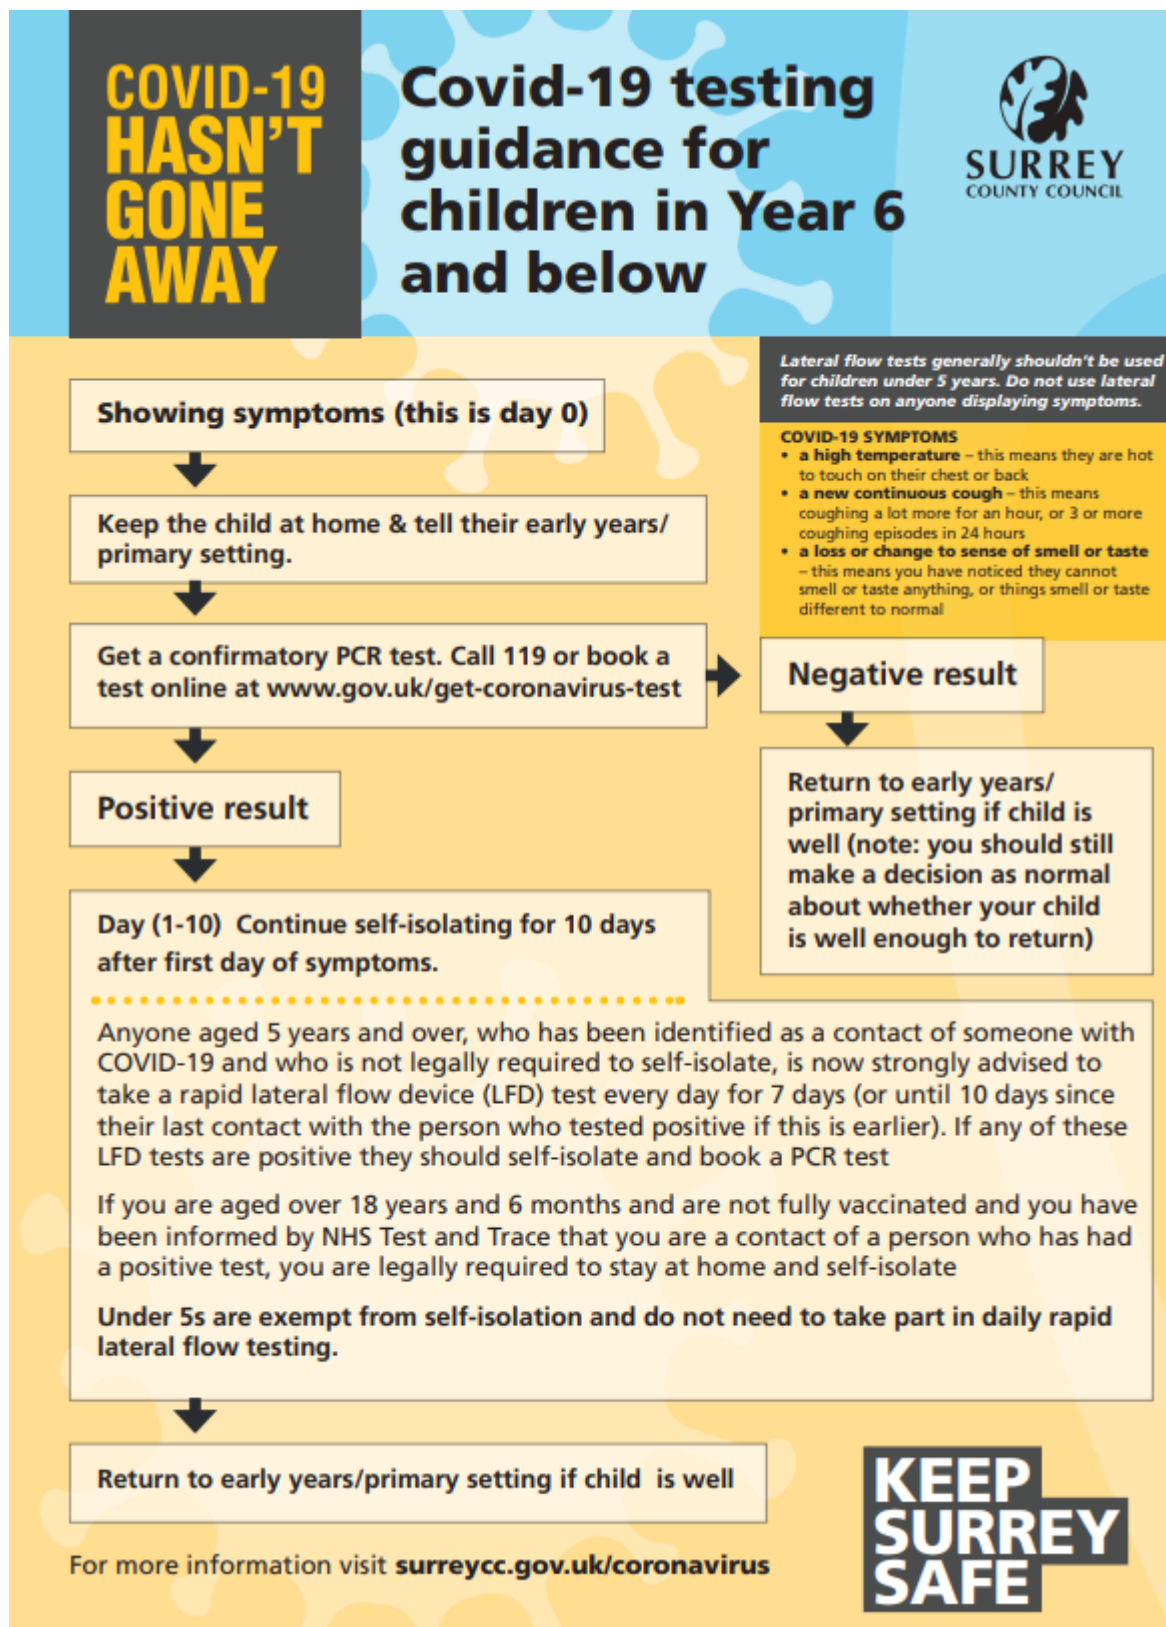 COVID-19
HASN'T
GONE
AWAY
Covid-19 testing
guidance for
children in Year 6
and below
SURREY
COUNTY COUNCIL
Lateral flow tests generally shouldn't be used
for children under 5 years. Do not use lateral
flow tests on anyone displaying symptoms.
COVID-19 SYMPTOMS
• a high temperature – this means they are hot
to touch on their chest or back
• a new continuous cough – this means
coughing a lot more for an hour, or 3 or more
coughing episodes in 24 hours
• a loss or change to sense of smell or taste
– this means you have noticed they cannot
smell or taste anything, or things smell or taste
different to normal
Showing symptoms (this is day 0)
Keep the child at home & tell their early years/
primary setting.
Get a confirmatory PCR test. Call 119 or book a
test online at www.gov.uk/get-coronavirus-test
Negative result
Return to early years/
primary setting if child is
well (note: you should still
make a decision as normal
about whether your child
is well enough to return)
Positive result
Day (1-10) Continue self-isolating for 10 days
after first day of symptoms.
Anyone aged 5 years and over, who has been identified as a contact of someone with
COVID-19 and who is not legally required to self-isolate, is now strongly advised to
take a rapid lateral flow device (LFD) test every day for 7 days (or until 10 days since
their last contact with the person who tested positive if this is earlier). If any of these
LFD tests are positive they should self-isolate and book a PCR test
If you are aged over 18 years and 6 months and are not fully vaccinated and you have
been informed by NHS Test and Trace that you are a contact of a person who has had
a positive test, you are legally required to stay at home and self-isolate
Under 5s are exempt from self-isolation and do not need to take part in daily rapid
lateral flow testing.
Return to early years/primary setting if child is well
For more information visit surreycc.gov.uk/coronavirus
KEEP
SURREY
SAFE